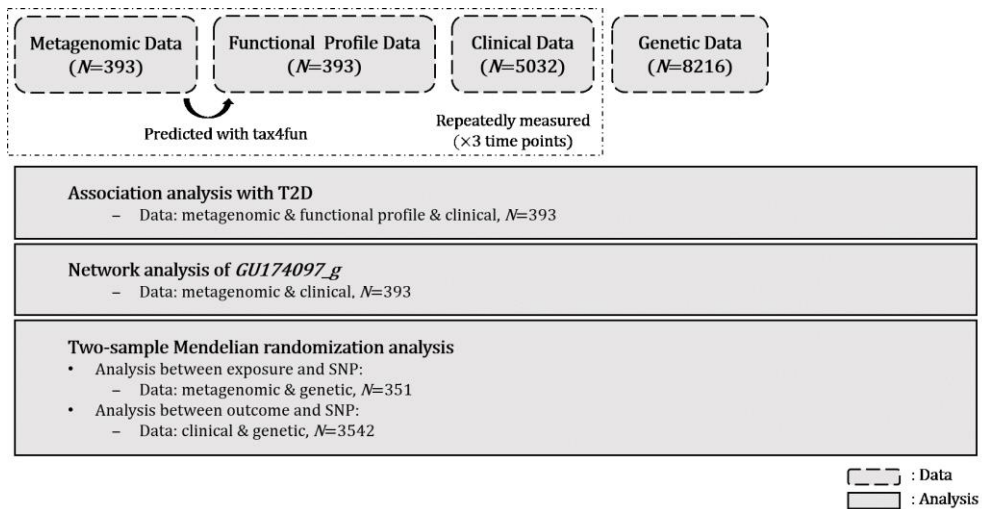 Metagenomic Data
(N=393)
Functional Profile Data
(N=393)
Clinical Data
(N=5032)
Genetic Data
(N=8216)
Predicted with tax4fun
Repeatedly measured
(×3 time points)
Association analysis with T2D
– Data: metagenomic & functional profile & clinical, N=393
Network analysis of GU174097_g
– Data: metagenomic & clinical, N=393
Two-sample Mendelian randomization analysis
• Analysis between exposure and SNP:
– Data: metagenomic & genetic, N=351
• Analysis between outcome and SNP:
– Data: clinical & genetic, N=3542
: Data
: Analysis